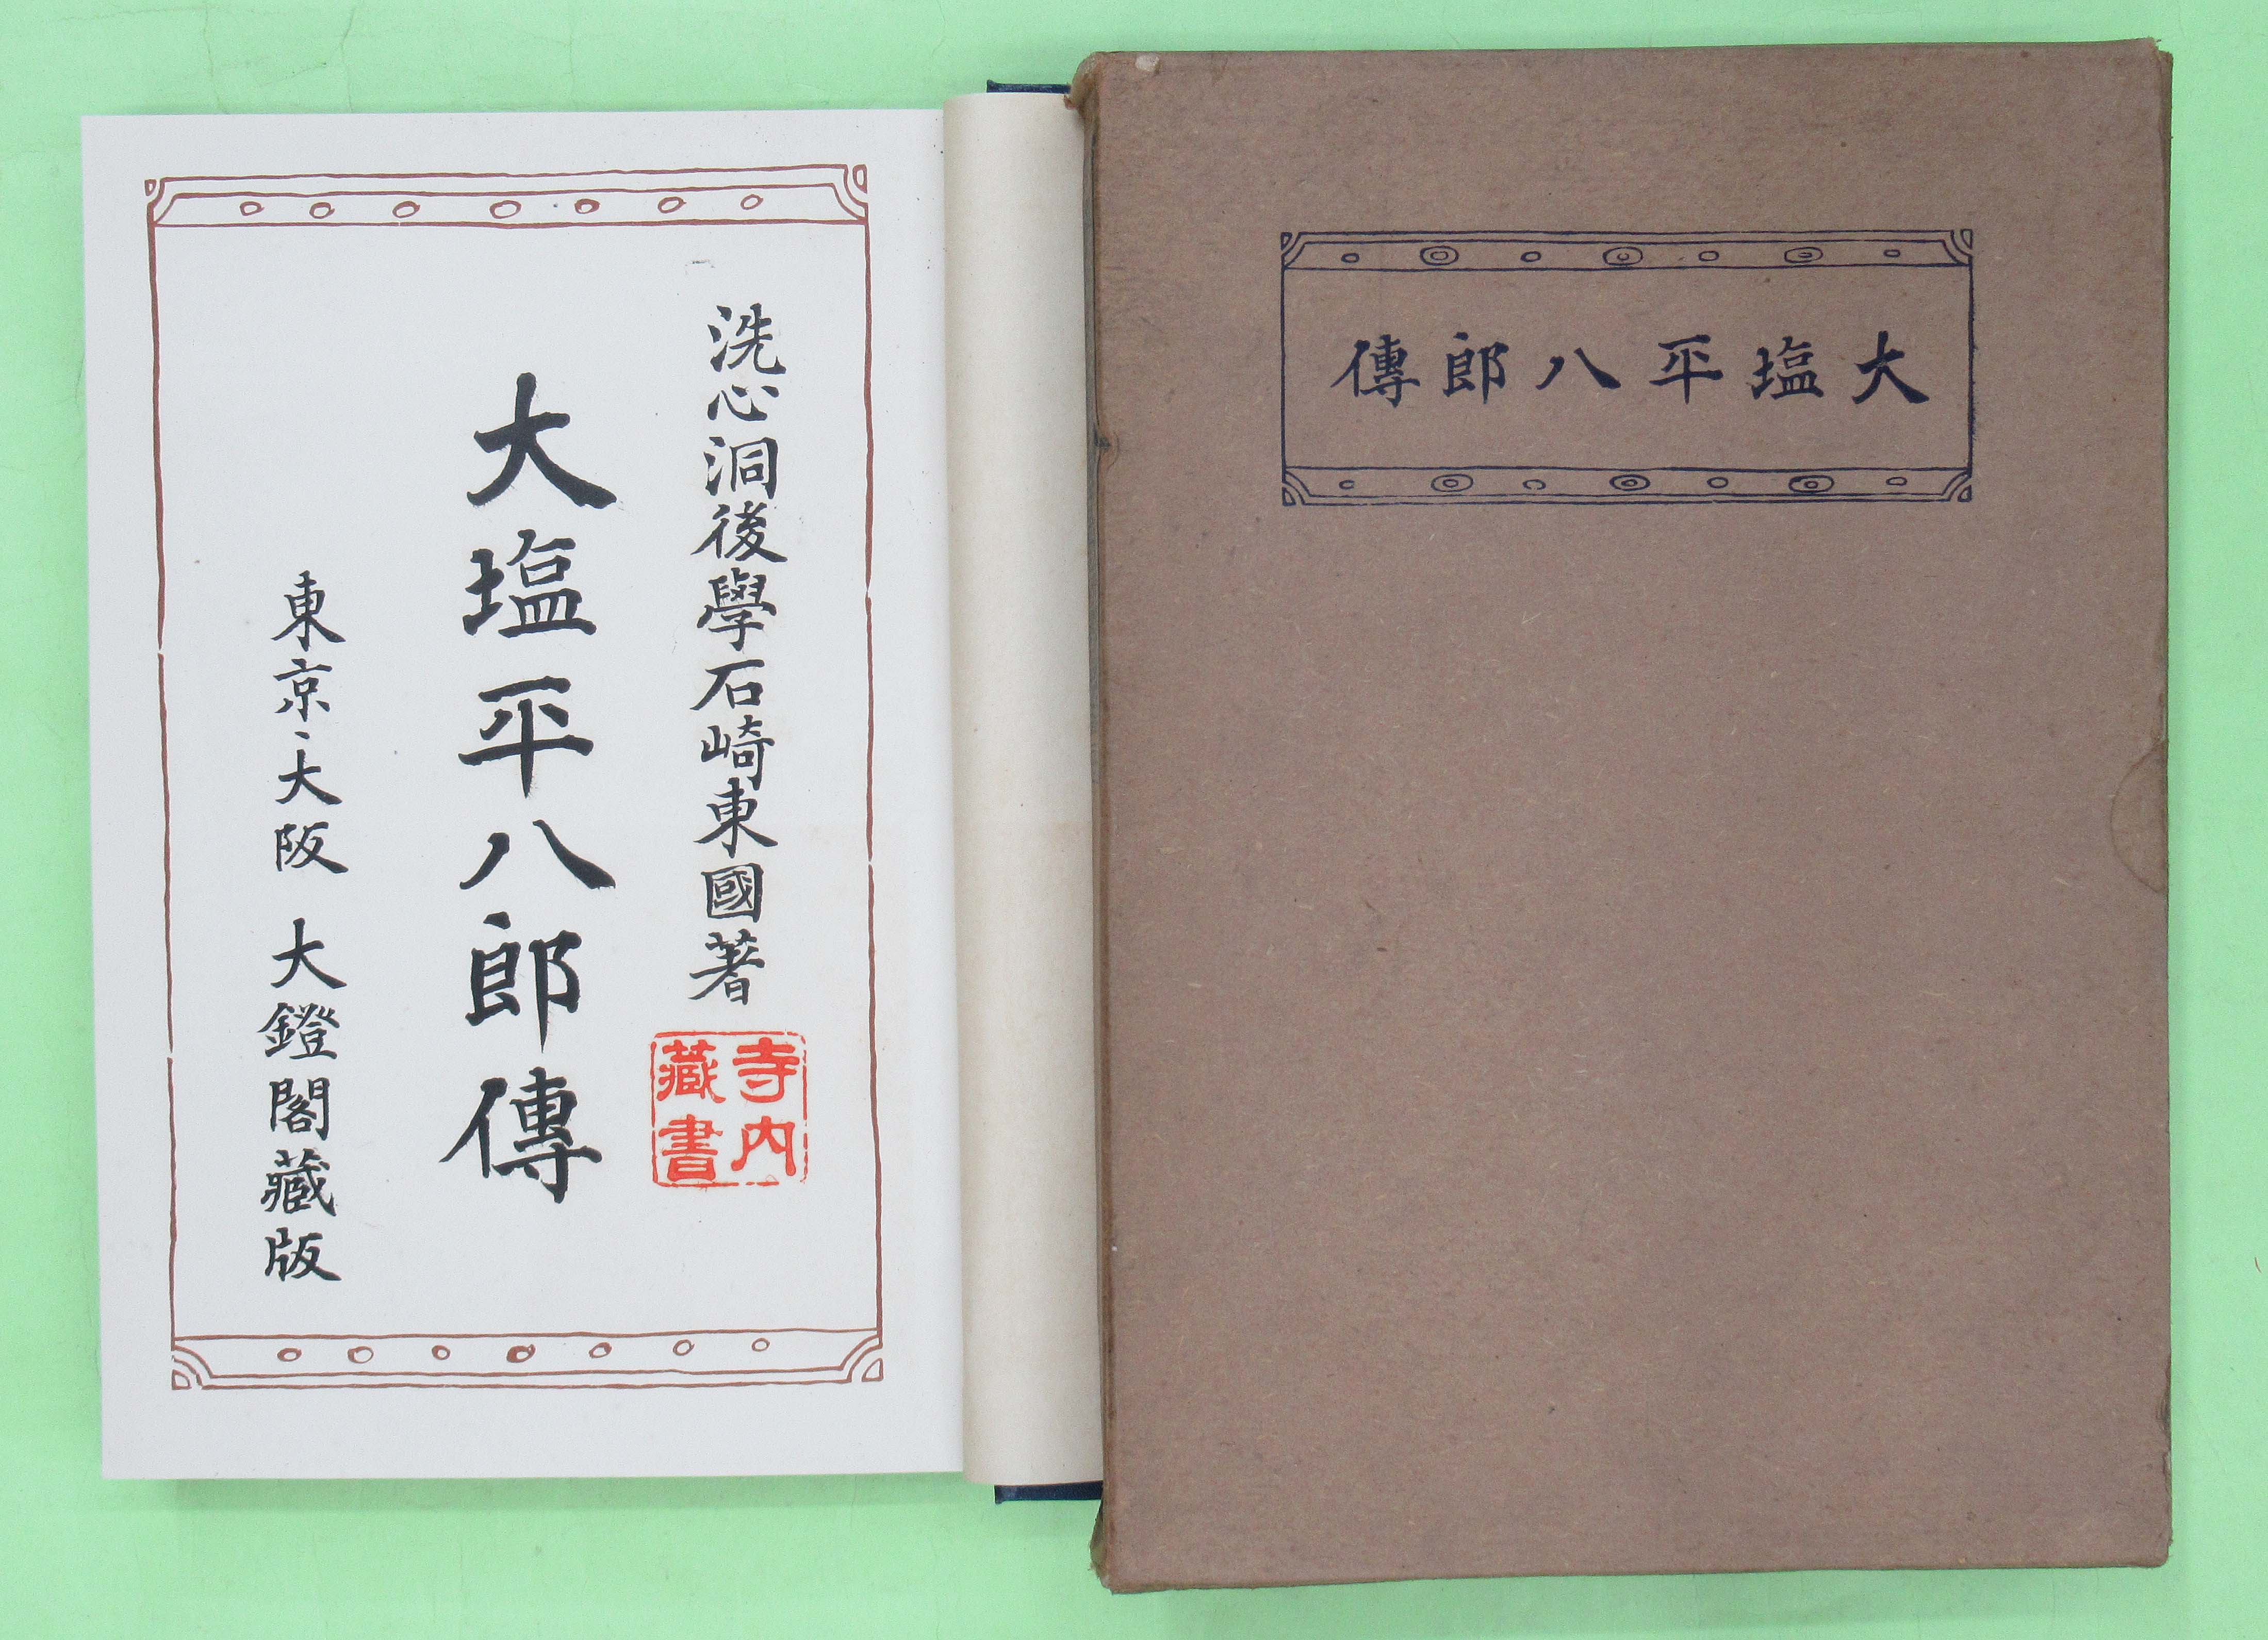 大塩平八郎傳
洗心洞後學石崎東國著
大塩平八郎傳
東京、大阪 大鐙閣藏版
寺内
藏書